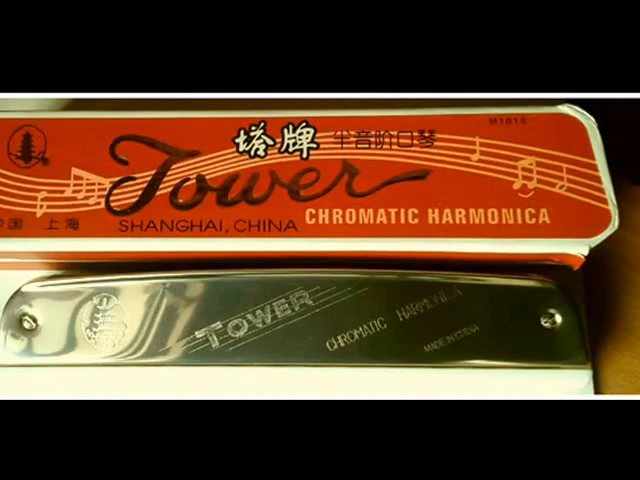 M1016
塔牌 半音阶口琴
Tower
中国 上海
SHANGHAI, CHINA
CHROMATIC HARMONICA
®
TOWER
CHROMATIC HARMONICA
MADE IN CHINA